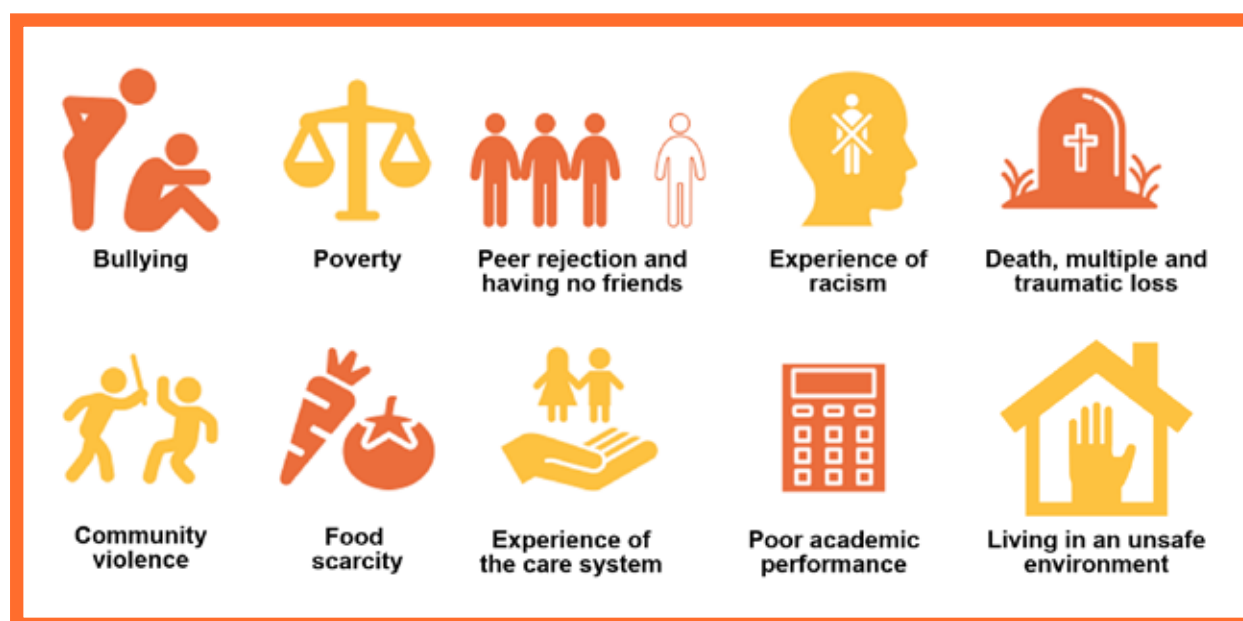 Bullying
Poverty
Peer rejection and
having no friends
Experience of
racism
Death, multiple and
traumatic loss
Community
violence
Food
scarcity
Experience of
the care system
Poor academic
performance
Living in an unsafe
environment